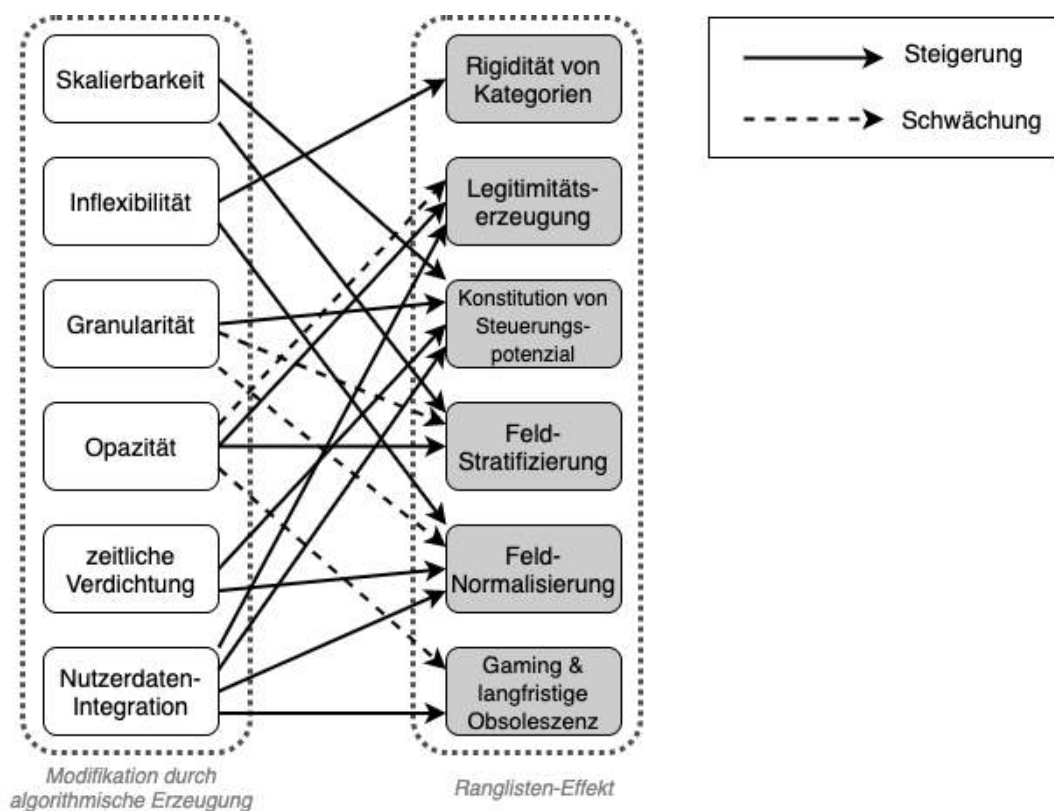 Skalierbarkeit
Inflexibilität
Granularität
Opazität
zeitliche
Verdichtung
Nutzerdaten-
Integration
Modifikation durch
algorithmische Erzeugung
Rigidität von
Kategorien
Legitimitäts-
erzeugung
Konstitution von
Steuerungs-
potenzial
Feld-
Stratifizierung
Feld-
Normalisierung
Gaming &
langfristige
Obsoleszenz
Ranglisten-Effekt
Steigerung
Schwächung